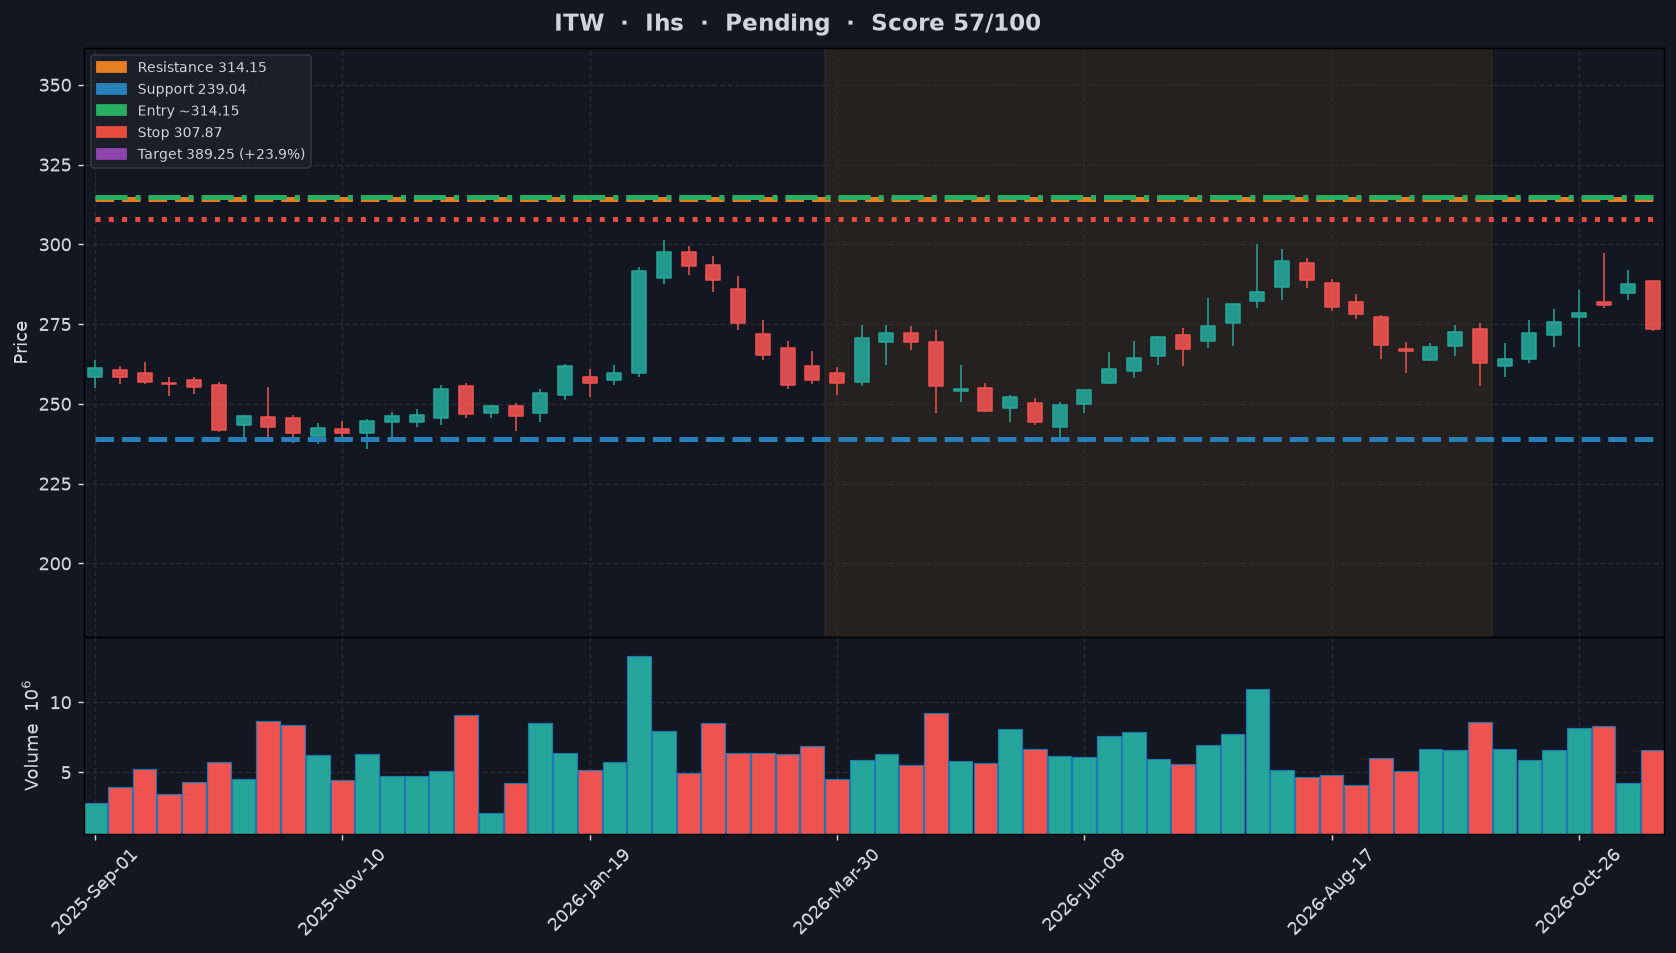 ITW · Ihs · Pending · Score 57/100
Resistance 314.15
Support 239.04
Entry ~314.15
Stop 307.87
Target 389.25 (+23.9%)
350
325
300
275
250
225
200
Price
10
5
Volume 10⁶
2025-Sep-01
2025-Nov-10
2026-Jan-19
2026-Mar-30
2026-Jun-08
2026-Aug-17
2026-Oct-26